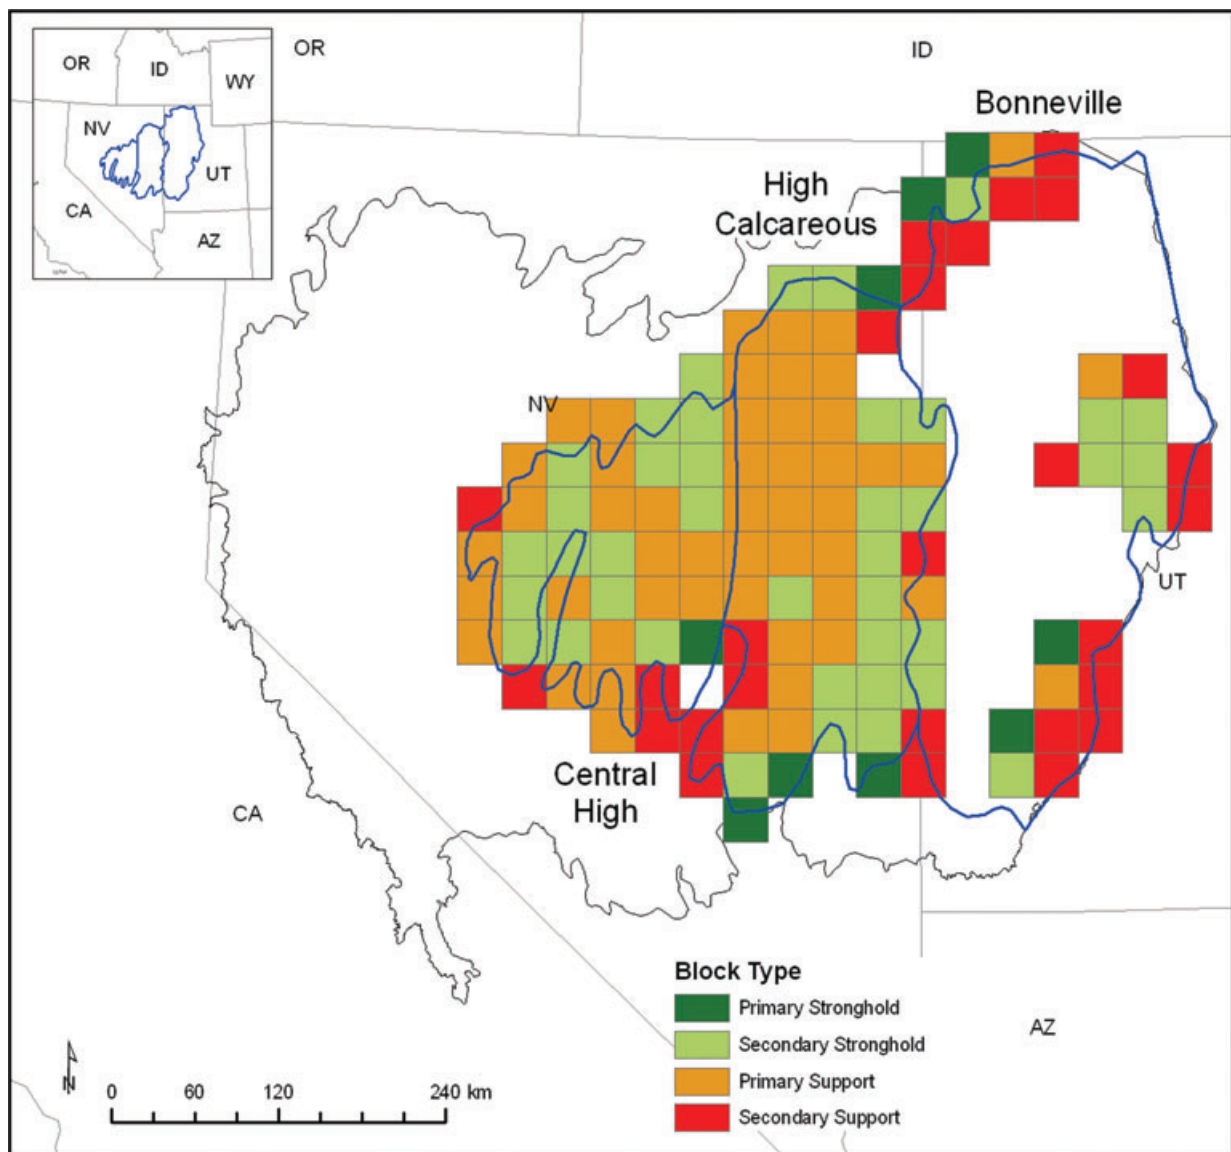 OR
ID
WY
NV
UT
CA
AZ
OR
ID
Bonneville
High
Calcareous
NV
UT
Central
High
CA
AZ
Block Type
Primary Stronghold
Secondary Stronghold
Primary Support
Secondary Support
N
0 60 120 240 km